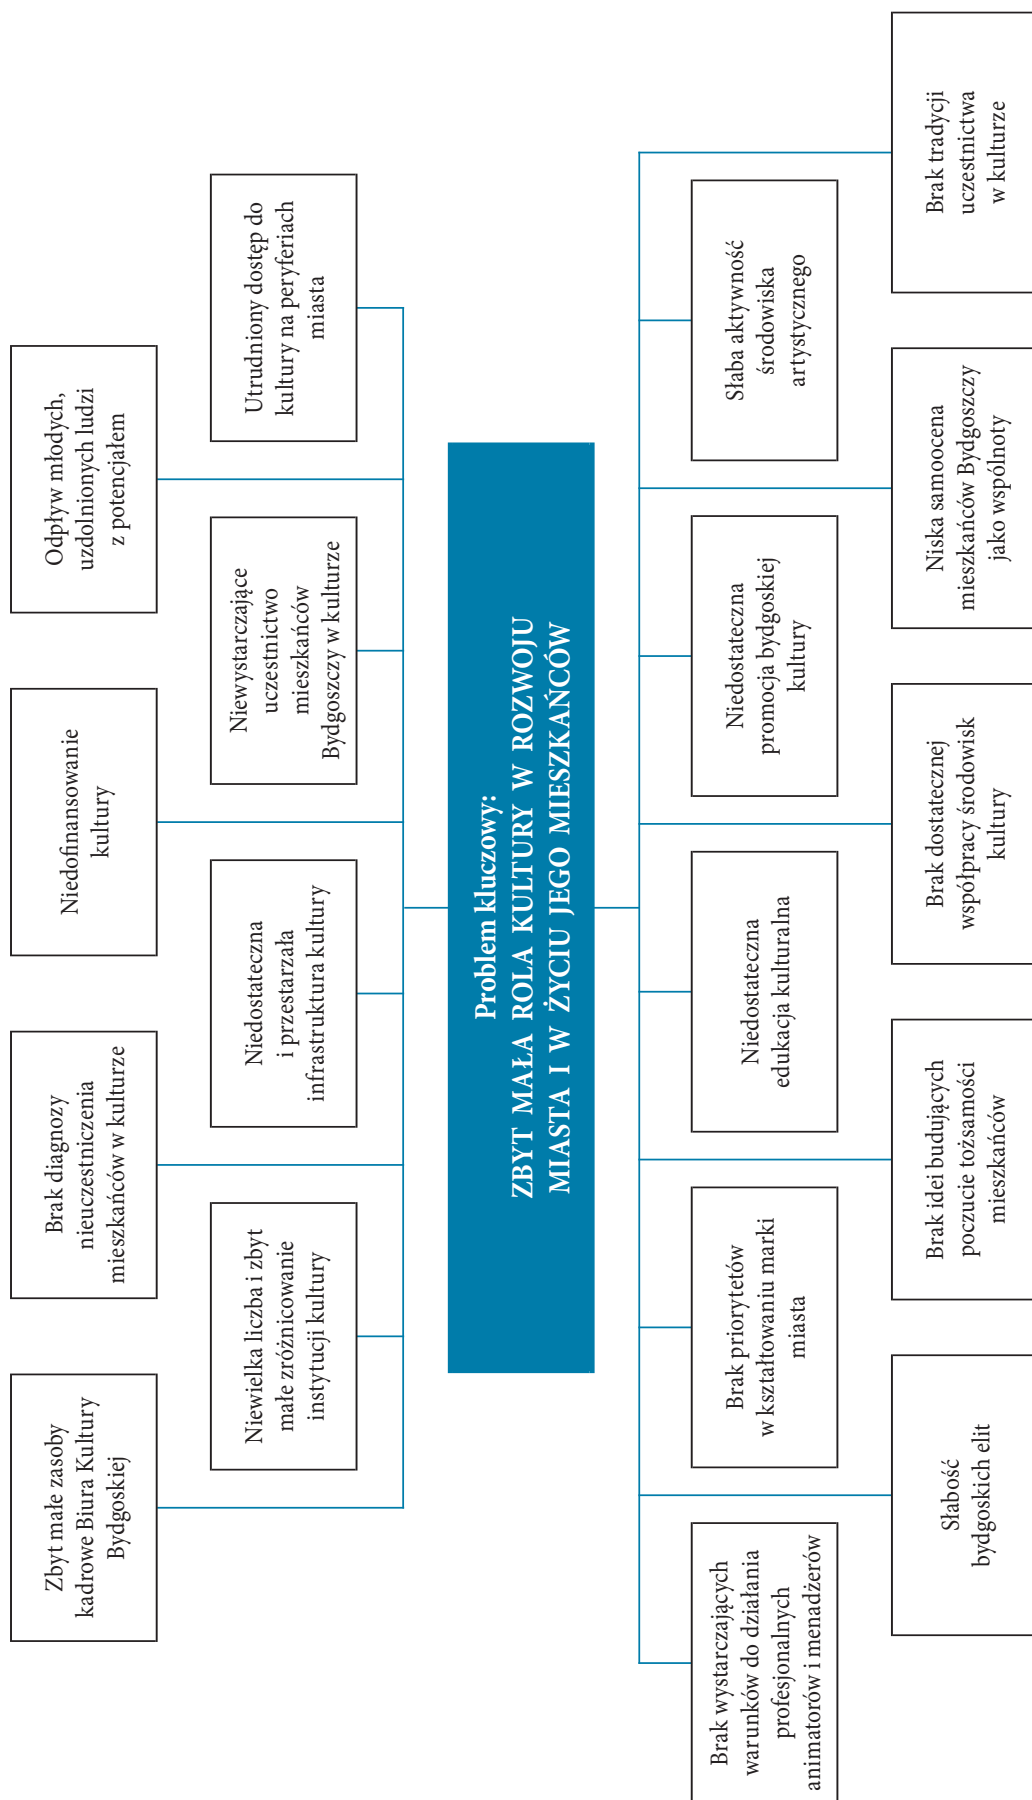 Zbyt małe zasoby
kadrowe Biura Kultury
Bydgoskiej
Brak diagnozy
nieuczestniczenia
mieszkańców w kulturze
Niedofinansowanie
kultury
Odpływ młodych,
uzdolnionych ludzi
z potencjałem
Niewielka liczba i zbyt
małe zróżnicowanie
instytucji kultury
Niedostateczna
i przestarzała
infrastruktura kultury
Niewystarczające
uczestnictwo
mieszkańców
Bydgoszczy w kulturze
Utrudniony dostęp do
kultury na peryferiach
miasta
Problem kluczowy:
ZBYT MAŁA ROLA KULTURY W ROZWOJU
MIASTA I W ŻYCIU JEGO MIESZKAŃCÓW
Brak wystarczających
warunków do działania
profesjonalnych
animatorów i menadżerów
Brak priorytetów
w kształtowaniu marki
miasta
Niedostateczna
edukacja kulturalna
Niedostateczna
promocja bydgoskiej
kultury
Słaba aktywność
środowiska
artystycznego
Słabość
bydgoskich elit
Brak idei budujących
poczucie tożsamości
mieszkańców
Brak dostatecznej
współpracy środowisk
kultury
Niska samoocena
mieszkańców Bydgoszczy
jako wspólnoty
Brak tradycji
uczestnictwa
w kulturze